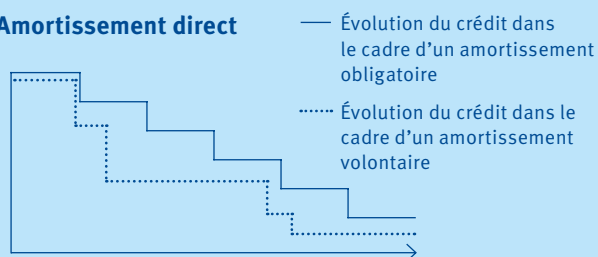 Amortissement direct
Évolution du crédit dans
le cadre d’un amortissement
obligatoire
Évolution du crédit dans le
cadre d’un amortissement
volontaire